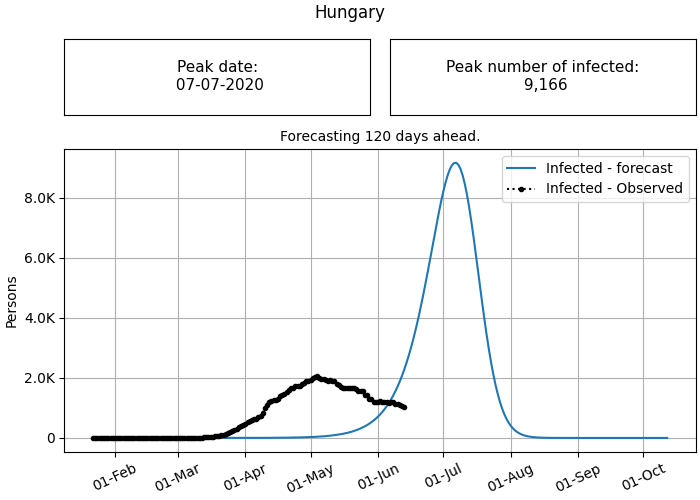 Hungary
Peak date:
07-07-2020
Peak number of infected:
9,166
Forecasting 120 days ahead.
Infected - forecast
Infected - Observed
Persons
8.0K
6.0K
4.0K
2.0K
0
01-Feb
01-Mar
01-Apr
01-May
01-Jun
01-Jul
01-Aug
01-Sep
01-Oct